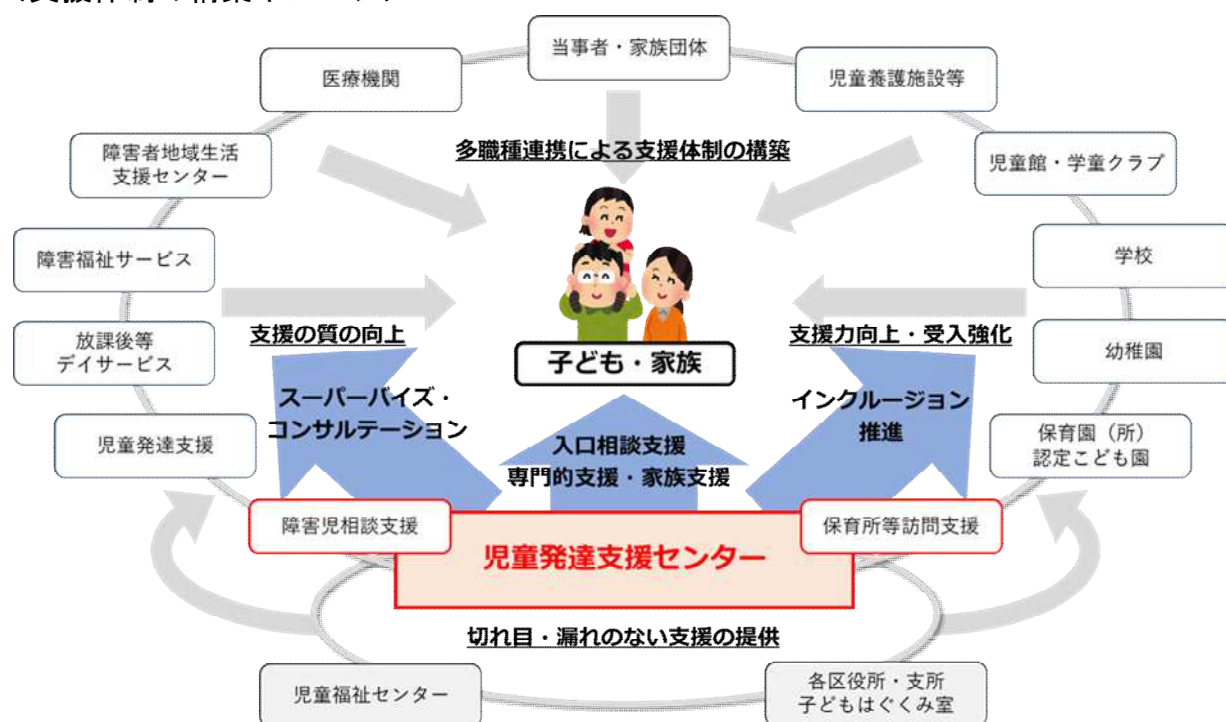 当事者・家族団体
医療機関
児童養護施設等
障害者地域生活
支援センター
多職種連携による支援体制の構築
児童館・学童クラブ
障害福祉サービス
学校
放課後等
デイサービス
支援の質の向上
支援力向上・受入強化
幼稚園
子ども・家族
スーパーバイズ・
コンサルテーション
インクルージョン
推進
児童発達支援
入口相談支援
専門的支援・家族支援
保育園（所）
認定こども園
障害児相談支援
保育所等訪問支援
児童発達支援センター
切れ目・漏れのない支援の提供
児童福祉センター
各区役所・支所
子どもはぐくみ室